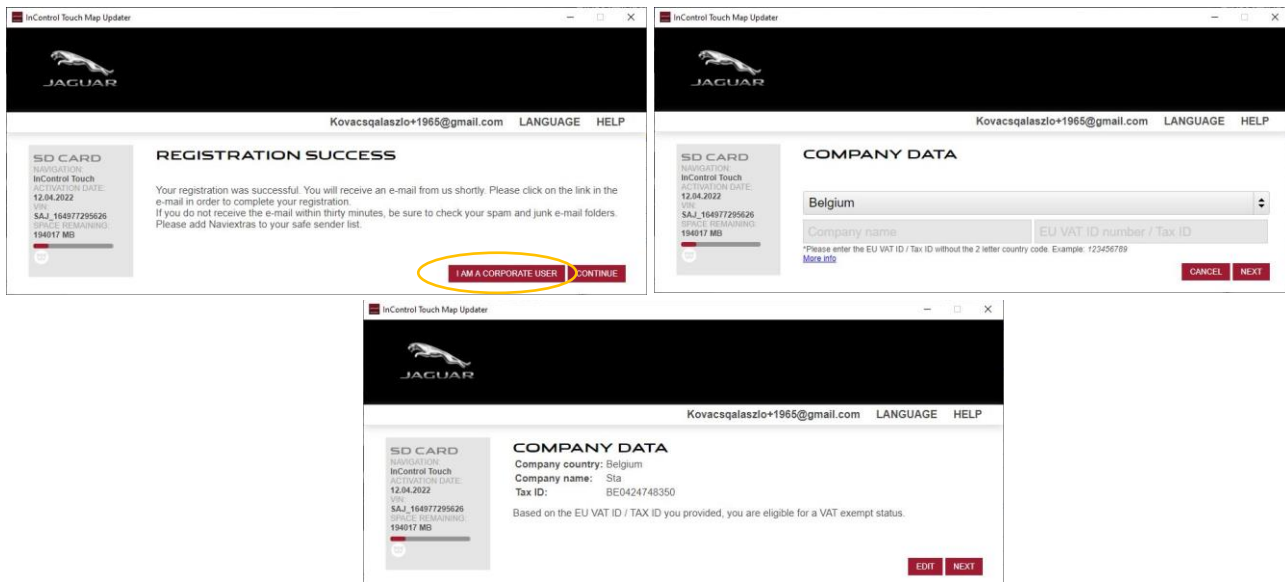 InControl Touch Map Updater
JAGUAR
Kovacsqalaszlo+1965@gmail.com LANGUAGE HELP
SD CARD
NAVIGATION:
InControl Touch
ACTIVATION DATE:
12.04.2022
VIN:
SAJ_164977295626
SPACE REMAINING:
194017 MB
REGISTRATION SUCCESS
Your registration was successful. You will receive an e-mail from us shortly. Please click on the link in the
e-mail in order to complete your registration.
If you do not receive the e-mail within thirty minutes, be sure to check your spam and junk e-mail folders.
Please add Naviextras to your safe sender list.
I AM A CORPORATE USER CONTINUE
InControl Touch Map Updater
JAGUAR
Kovacsqalaszlo+1965@gmail.com LANGUAGE HELP
SD CARD
NAVIGATION:
InControl Touch
ACTIVATION DATE:
12.04.2022
VIN:
SAJ_164977295626
SPACE REMAINING:
194017 MB
COMPANY DATA
Belgium
Company name EU VAT ID number / Tax ID
*Please enter the EU VAT ID / Tax ID without the 2 letter country code. Example: 123456789
More info
CANCEL NEXT
InControl Touch Map Updater
JAGUAR
Kovacsqalaszlo+1965@gmail.com LANGUAGE HELP
SD CARD
NAVIGATION:
InControl Touch
ACTIVATION DATE:
12.04.2022
VIN:
SAJ_164977295626
SPACE REMAINING:
194017 MB
COMPANY DATA
Company country: Belgium
Company name: Sta
Tax ID: BE0424748350
Based on the EU VAT ID / TAX ID you provided, you are eligible for a VAT exempt status.
EDIT NEXT